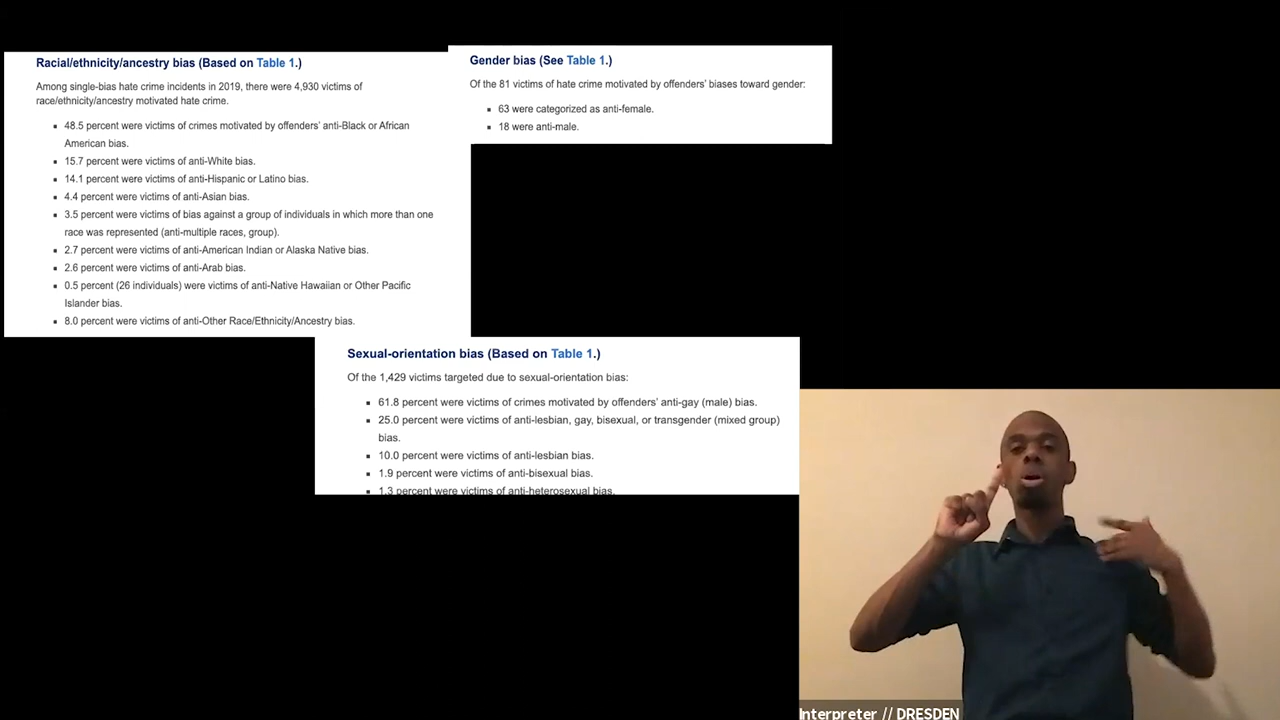 Racial/ethnicity/ancestry bias (Based on Table 1.)
Among single-bias hate crime incidents in 2019, there were 4,930 victims of
race/ethnicity/ancestry motivated hate crime.
▪ 48.5 percent were victims of crimes motivated by offenders' anti-Black or African
American bias.
▪ 15.7 percent were victims of anti-White bias.
▪ 14.1 percent were victims of anti-Hispanic or Latino bias.
▪ 4.4 percent were victims of anti-Asian bias.
▪ 3.5 percent were victims of bias against a group of individuals in which more than one
race was represented (anti-multiple races, group).
▪ 2.7 percent were victims of anti-American Indian or Alaska Native bias.
▪ 2.6 percent were victims of anti-Arab bias.
▪ 0.5 percent (26 individuals) were victims of anti-Native Hawaiian or Other Pacific
Islander bias.
▪ 8.0 percent were victims of anti-Other Race/Ethnicity/Ancestry bias.
Gender bias (See Table 1.)
Of the 81 victims of hate crime motivated by offenders' biases toward gender:
▪ 63 were categorized as anti-female.
▪ 18 were anti-male.
Sexual-orientation bias (Based on Table 1.)
Of the 1,429 victims targeted due to sexual-orientation bias:
▪ 61.8 percent were victims of crimes motivated by offenders' anti-gay (male) bias.
▪ 25.0 percent were victims of anti-lesbian, gay, bisexual, or transgender (mixed group)
bias.
▪ 10.0 percent were victims of anti-lesbian bias.
▪ 1.9 percent were victims of anti-bisexual bias.
▪ 1.3 percent were victims of anti-heterosexual bias.
Interpreter // DRESDEN